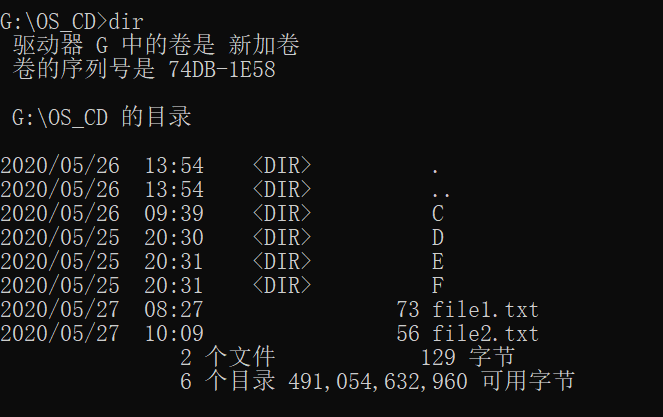 G:\OS_CD>dir
驱动器 G 中的卷是 新加卷
卷的序列号是 74DB-1E58
G:\OS_CD 的目录
2020/05/26  13:54    <DIR>          .
2020/05/26  13:54    <DIR>          ..
2020/05/26  09:39    <DIR>          C
2020/05/25  20:30    <DIR>          D
2020/05/25  20:31    <DIR>          E
2020/05/25  20:31    <DIR>          F
2020/05/27  08:27                73 file1.txt
2020/05/27  10:09                56 file2.txt
2 个文件            129 字节
6 个目录 491,054,632,960 可用字节